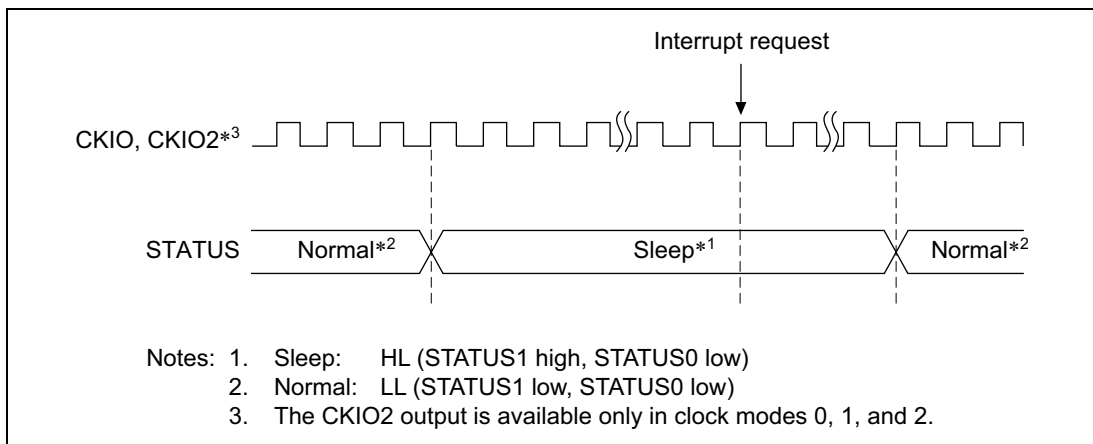 Interrupt request
CKIO, CKIO2*3
STATUS
Normal*2
Sleep*1
Normal*2
Notes: 1. Sleep: HL (STATUS1 high, STATUS0 low)
2. Normal: LL (STATUS1 low, STATUS0 low)
3. The CKIO2 output is available only in clock modes 0, 1, and 2.